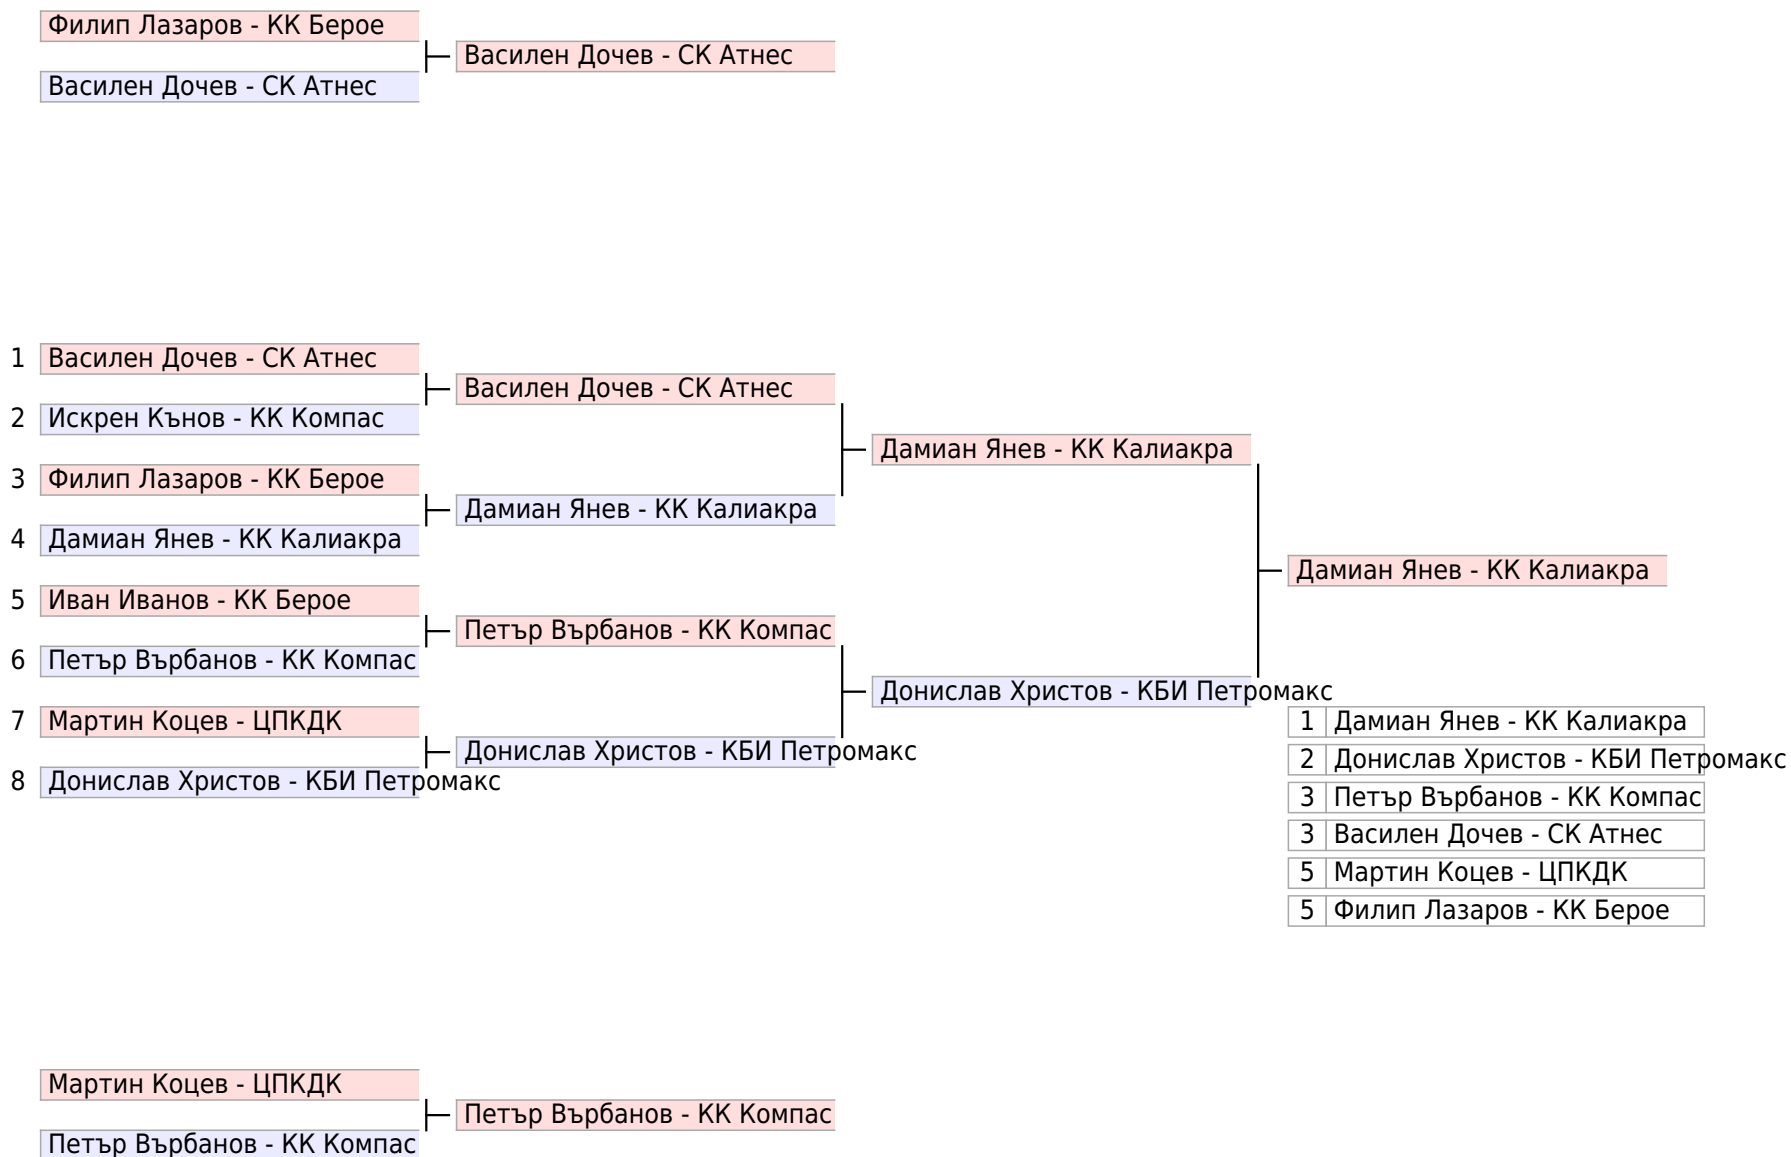 Филип Лазаров - КК Берое
Василен Дочев - СК Атнес
Василен Дочев - СК Атнес
1 Василен Дочев - СК Атнес
Василен Дочев - СК Атнес
2 Искрен Кънов - КК Компас
Дамиан Янев - КК Калиакра
3 Филип Лазаров - КК Берое
Дамиан Янев - КК Калиакра
4 Дамиан Янев - КК Калиакра
Дамиан Янев - КК Калиакра
5 Иван Иванов - КК Берое
Петър Върбанов - КК Компас
6 Петър Върбанов - КК Компас
Донислав Христов - КБИ Петромакс
7 Мартин Коцев - ЦПКДК
Донислав Христов - КБИ Петромакс
8 Донислав Христов - КБИ Петромакс
1 Дамиан Янев - КК Калиакра
2 Донислав Христов - КБИ Петромакс
3 Петър Върбанов - КК Компас
3 Василен Дочев - СК Атнес
5 Мартин Коцев - ЦПКДК
5 Филип Лазаров - КК Берое
Мартин Коцев - ЦПКДК
Петър Върбанов - КК Компас
Петър Върбанов - КК Компас